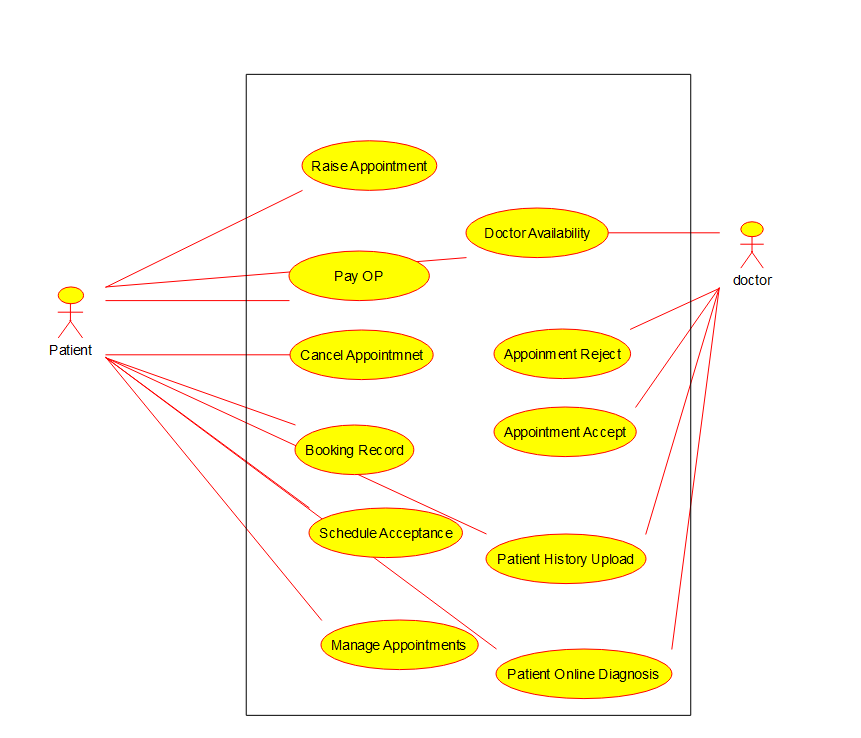 Raise Appointment
Doctor Availability
Pay OP
doctor
Patient
Cancel Appointmnet
Appoinment Reject
Appointment Accept
Booking Record
Schedule Acceptance
Patient History Upload
Manage Appointments
Patient Online Diagnosis